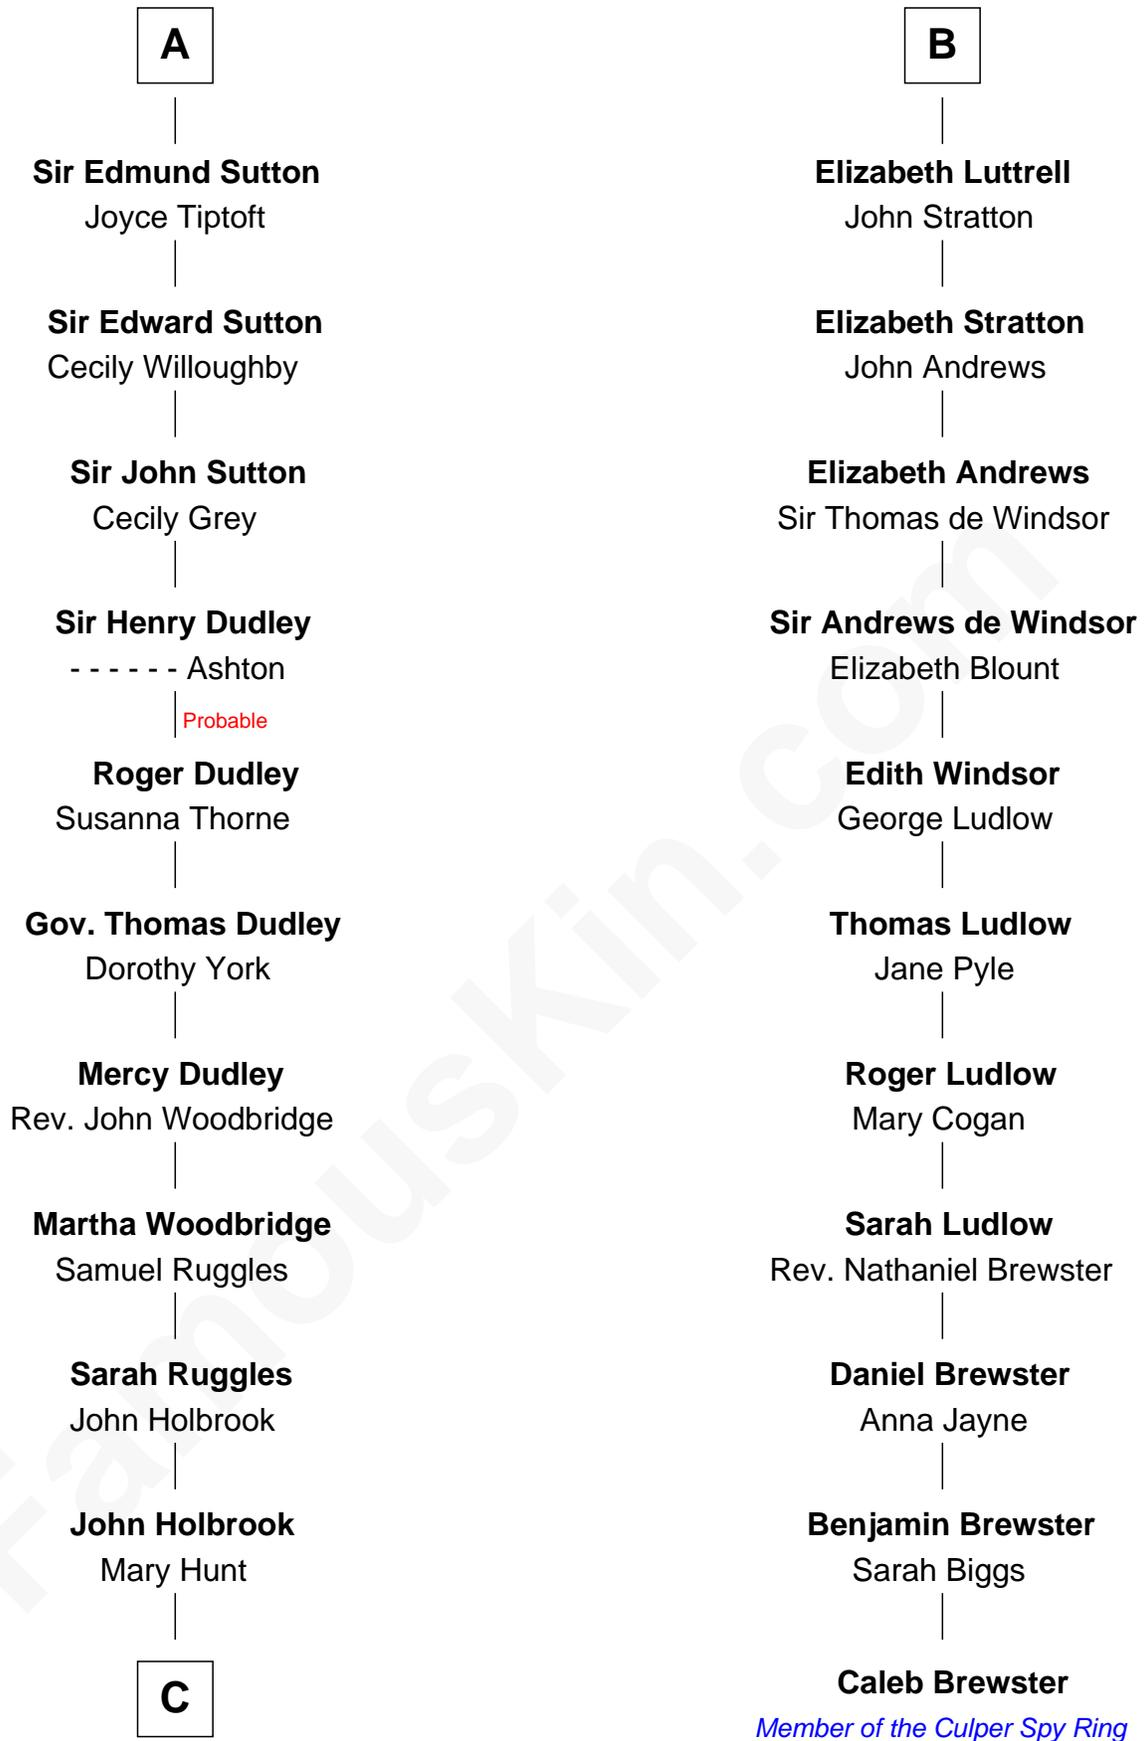 A
Sir Edmund Sutton
Joyce Tiptoft
Sir Edward Sutton
Cecily Willoughby
Sir John Sutton
Cecily Grey
Sir Henry Dudley
- - - - - - Ashton
Probable
Roger Dudley
Susanna Thorne
Gov. Thomas Dudley
Dorothy York
Mercy Dudley
Rev. John Woodbridge
Martha Woodbridge
Samuel Ruggles
Sarah Ruggles
John Holbrook
John Holbrook
Mary Hunt
C
B
Elizabeth Luttrell
John Stratton
Elizabeth Stratton
John Andrews
Elizabeth Andrews
Sir Thomas de Windsor
Sir Andrews de Windsor
Elizabeth Blount
Edith Windsor
George Ludlow
Thomas Ludlow
Jane Pyle
Roger Ludlow
Mary Cogan
Sarah Ludlow
Rev. Nathaniel Brewster
Daniel Brewster
Anna Jayne
Benjamin Brewster
Sarah Biggs
Caleb Brewster
Member of the Culper Spy Ring
FamousKin.com